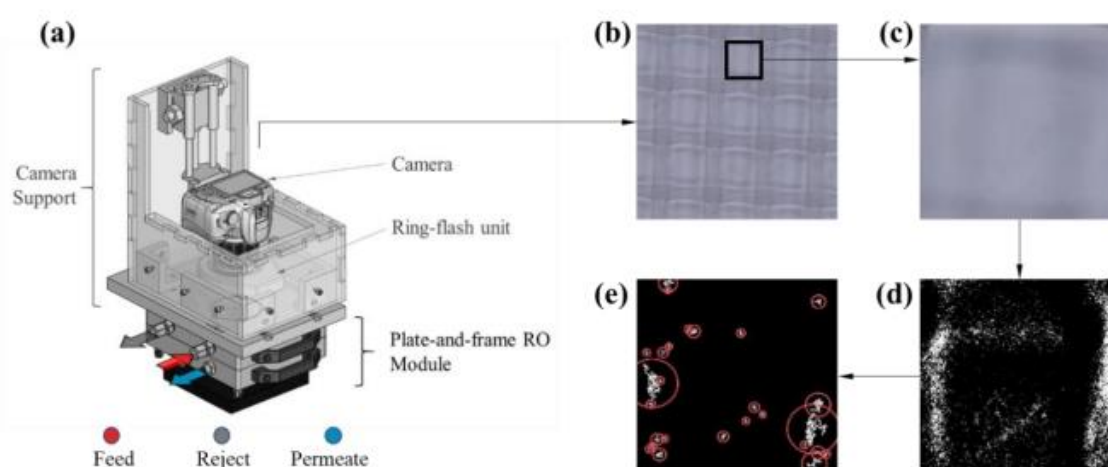 (a)
Camera
Support
Camera
Ring-flash unit
Plate-and-frame RO
Module
Feed
Reject
Permeate
(b)
(c)
(d)
(e)